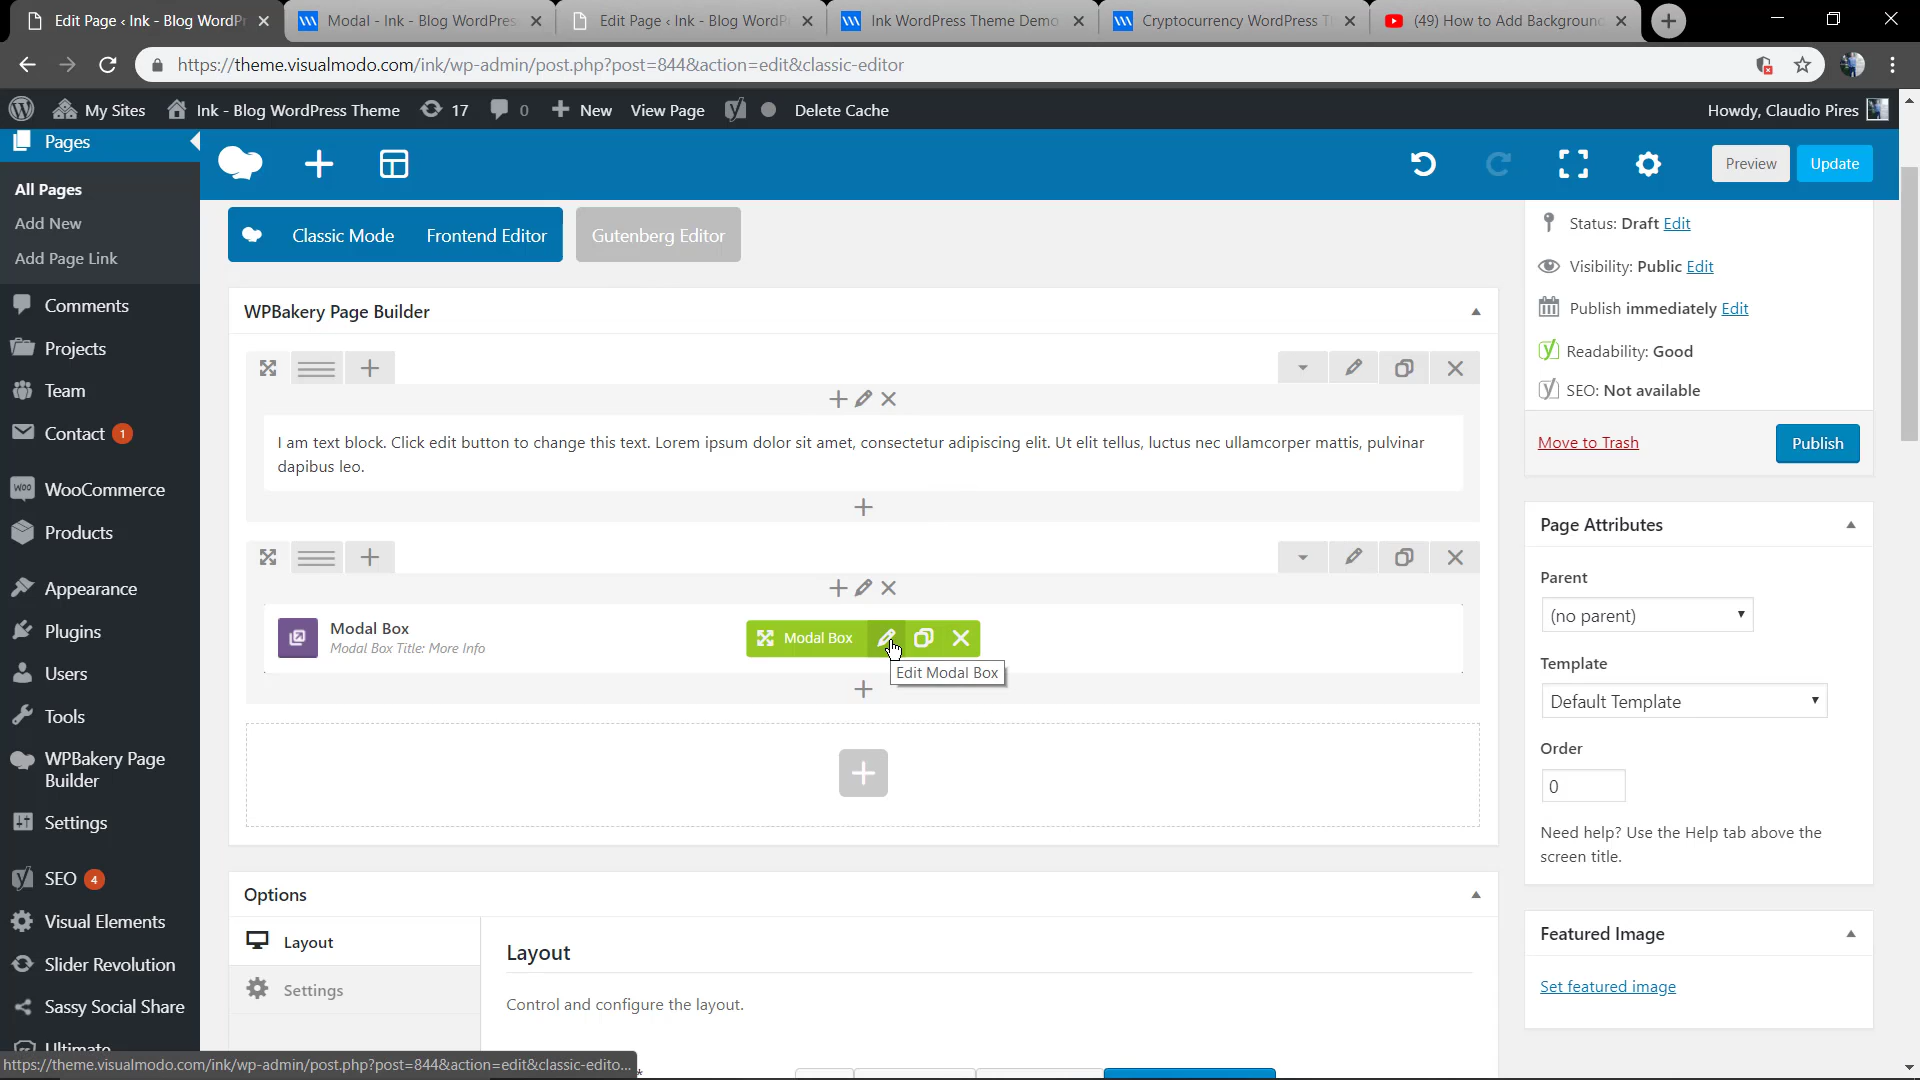 Edit Page ‹ Ink - Blog WordPr
Modal - Ink - Blog WordPres
Edit Page ‹ Ink - Blog WordP
Ink WordPress Theme Demo
Cryptocurrency WordPress T
(49) How to Add Background
https://theme.visualmodo.com/ink/wp-admin/post.php?post=844&action=edit&classic-editor
My Sites
Ink - Blog WordPress Theme
17
0
New
View Page
Delete Cache
Howdy, Claudio Pires
Pages
All Pages
Add New
Add Page Link
Comments
Projects
Team
Contact 1
WooCommerce
Products
Appearance
Plugins
Users
Tools
WPBakery Page
Builder
Settings
SEO 4
Visual Elements
Slider Revolution
Sassy Social Share
Ultimate
Preview
Update
Classic Mode
Frontend Editor
Gutenberg Editor
WPBakery Page Builder
I am text block. Click edit button to change this text. Lorem ipsum dolor sit amet, consectetur adipiscing elit. Ut elit tellus, luctus nec ullamcorper mattis, pulvinar
dapibus leo.
Modal Box
Modal Box Title: More Info
Modal Box
Edit Modal Box
Options
Layout
Settings
Layout
Control and configure the layout.
Status: Draft Edit
Visibility: Public Edit
Publish immediately Edit
Readability: Good
SEO: Not available
Move to Trash
Publish
Page Attributes
Parent
(no parent)
Template
Default Template
Order
0
Need help? Use the Help tab above the
screen title.
Featured Image
Set featured image
https://theme.visualmodo.com/ink/wp-admin/post.php?post=844&action=edit&classic-edito...